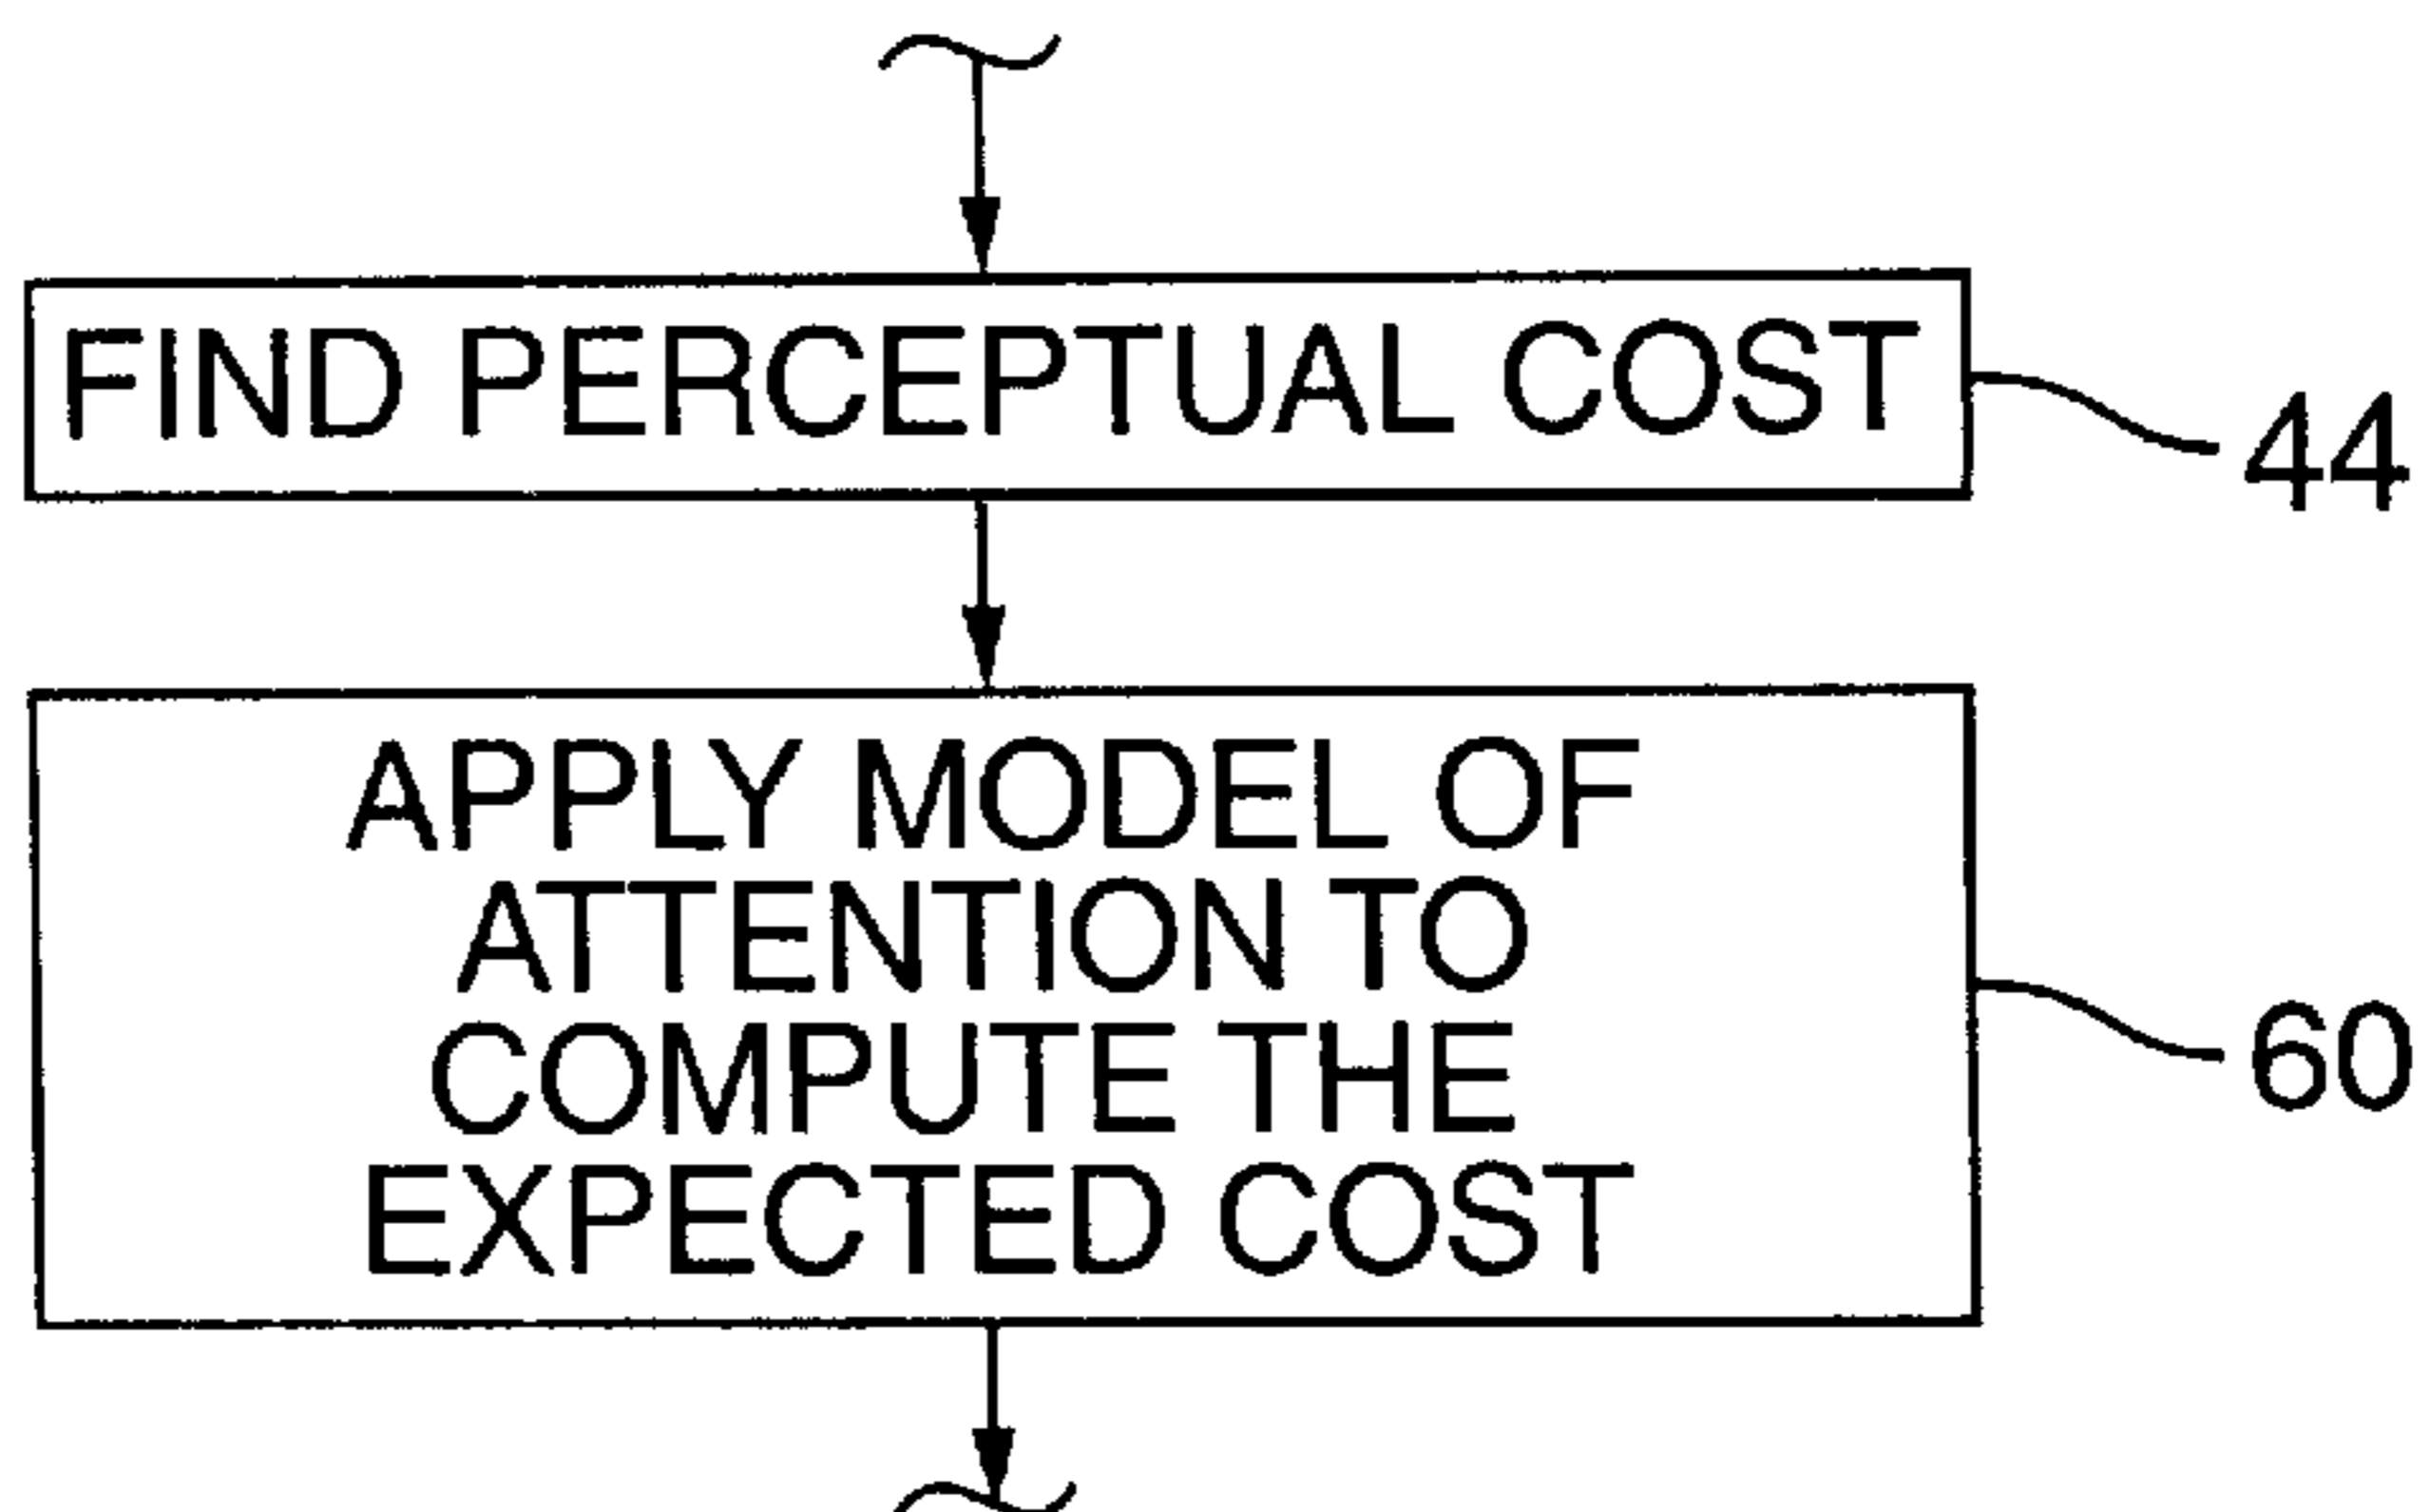 FIND PERCEPTUAL COST
44
APPLY MODEL OF
ATTENTION TO
COMPUTE THE
EXPECTED COST
60